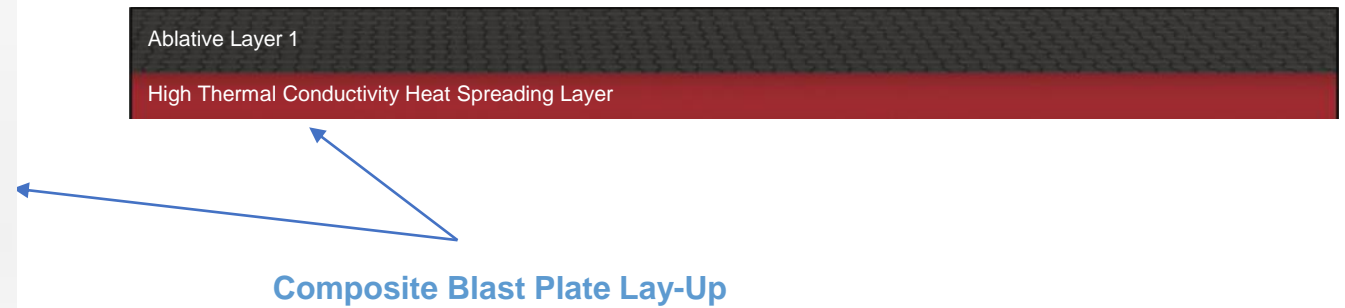 Ablative Layer 1
High Thermal Conductivity Heat Spreading Layer
Composite Blast Plate Lay-Up